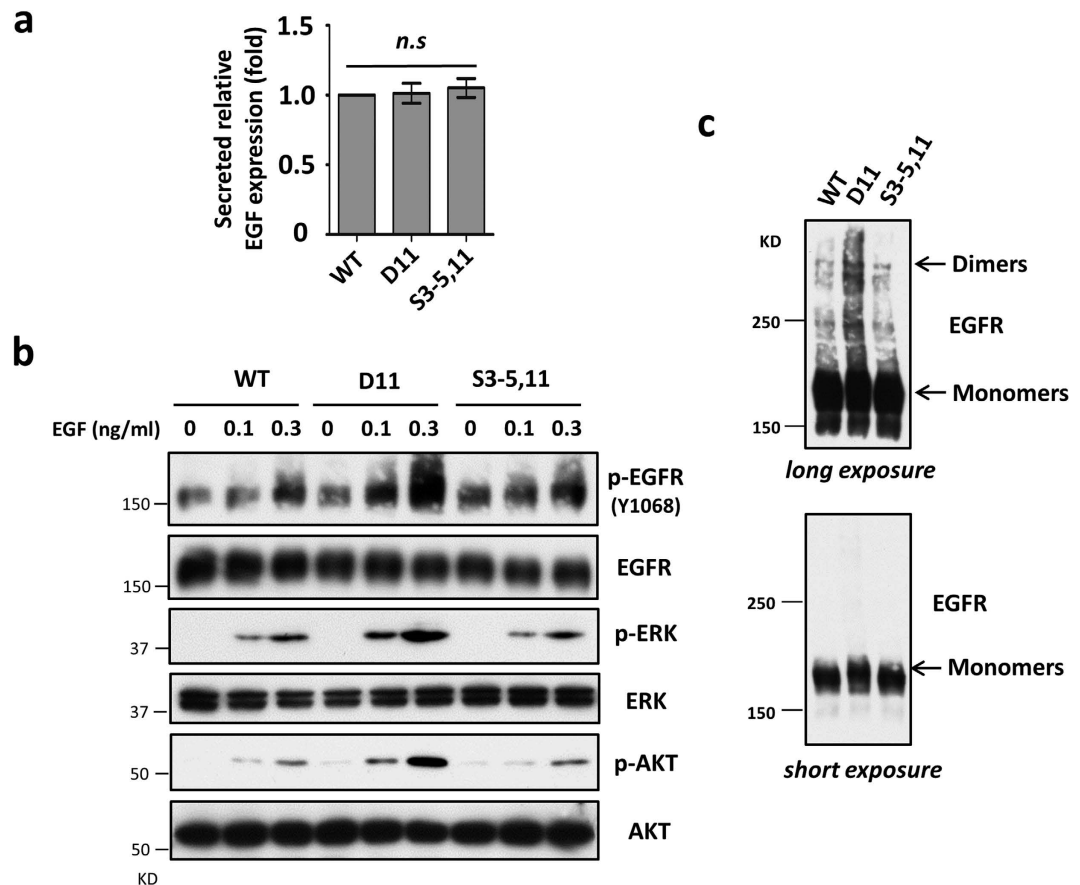 a
Secreted relative
EGF expression (fold)
1.5
1.0
0.5
0
n.s
WT
D11
S3-5,11
b
WT D11 S3-5,11
EGF (ng/ml) 0 0.1 0.3 0 0.1 0.3 0 0.1 0.3
p-EGFR
(Y1068)
150
EGFR
150
p-ERK
37
ERK
37
p-AKT
50
AKT
50
KD
c
WT D11 S3-5,11
KD
Dimers
250
EGFR
Monomers
150
long exposure
250
EGFR
Monomers
150
short exposure